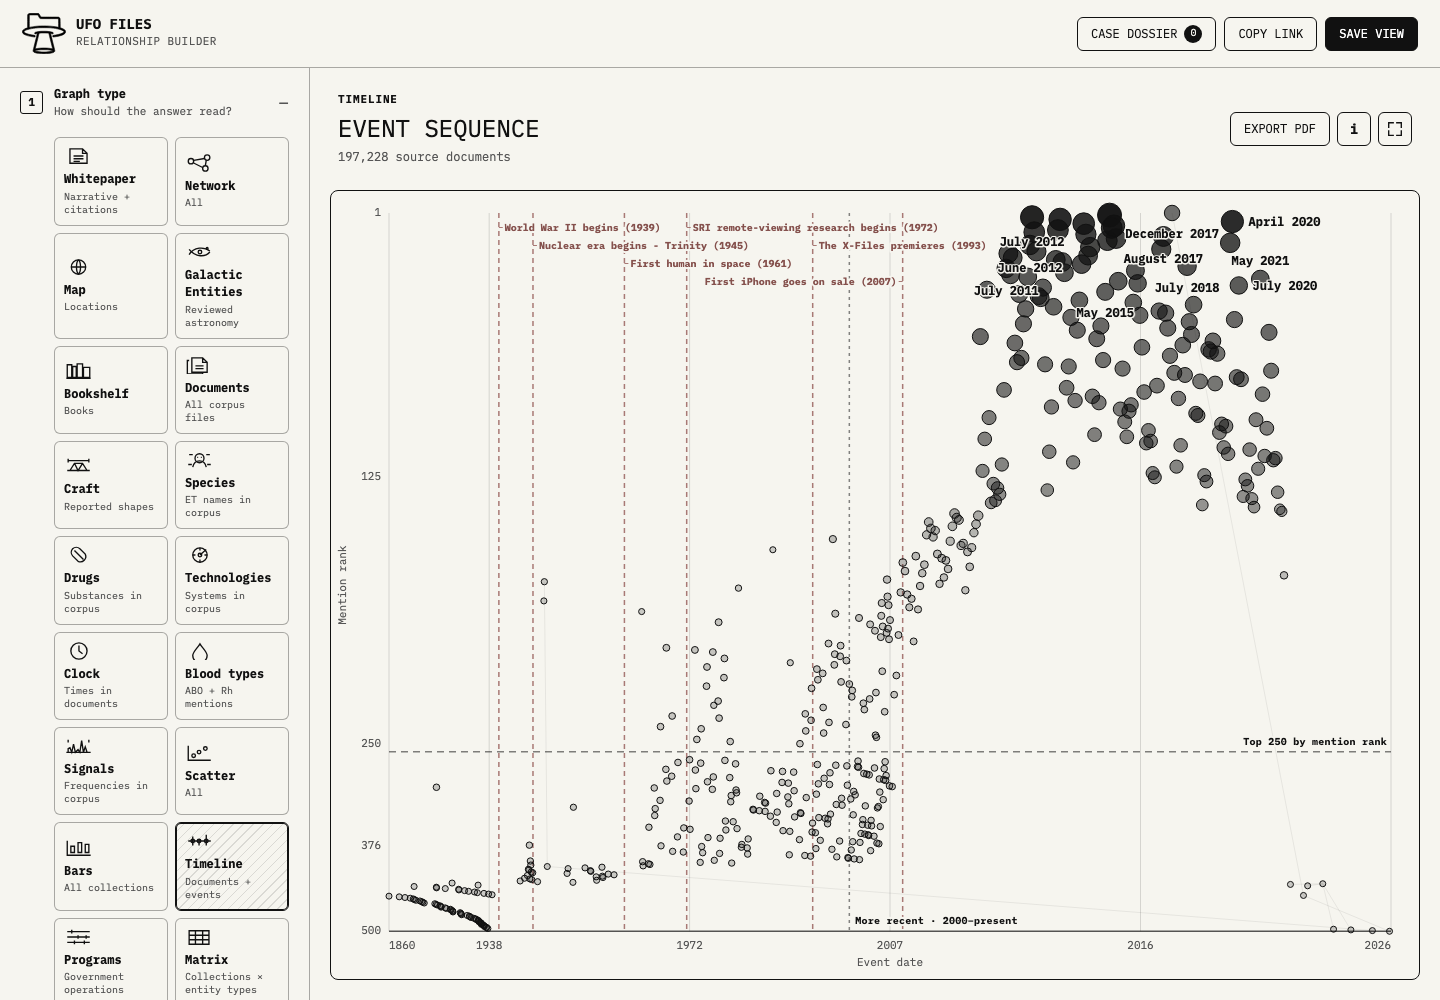 UFO FILES
RELATIONSHIP BUILDER
CASE DOSSIER 0
COPY LINK
SAVE VIEW
1
Graph type
How should the answer read?
—
Whitepaper
Narrative +
citations
Network
All
Map
Locations
Galactic
Entities
Reviewed
astronomy
Bookshelf
Books
Documents
All corpus
files
Craft
Reported shapes
Species
ET names in
corpus
Drugs
Substances in
corpus
Technologies
Systems in
corpus
Clock
Times in
documents
Blood types
ABO + Rh
mentions
Signals
Frequencies in
corpus
Scatter
All
Bars
All collections
Timeline
Documents +
events
Programs
Government
operations
Matrix
Collections ×
entity types
TIMELINE
EVENT SEQUENCE
197,228 source documents
EXPORT PDF
i
1
125
250
376
500
Mention rank
World War II begins (1939)
SRI remote-viewing research begins (1972)
Nuclear era begins - Trinity (1945)
The X-Files premieres (1993)
First human in space (1961)
First iPhone goes on sale (2007)
April 2020
December 2017
July 2012
August 2017
May 2021
June 2012
July 2020
July 2018
July 2011
May 2015
Top 250 by mention rank
More recent · 2000–present
1860
1938
1972
2007
2016
2026
Event date